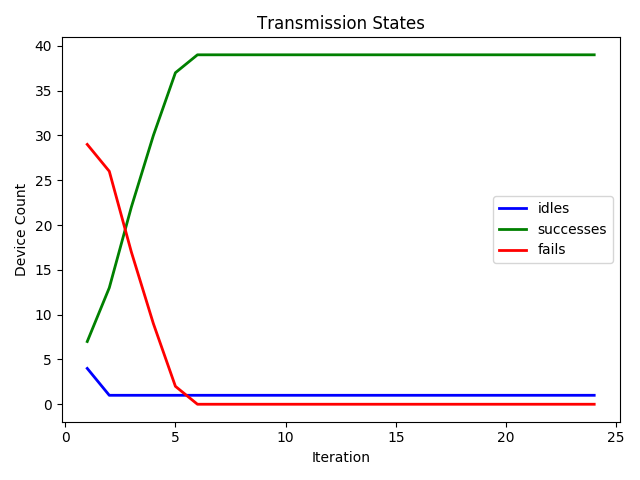 Transmission States
40
35
30
25
20
15
10
5
0
Device Count
idles
successes
fails
0 5 10 15 20 25
Iteration